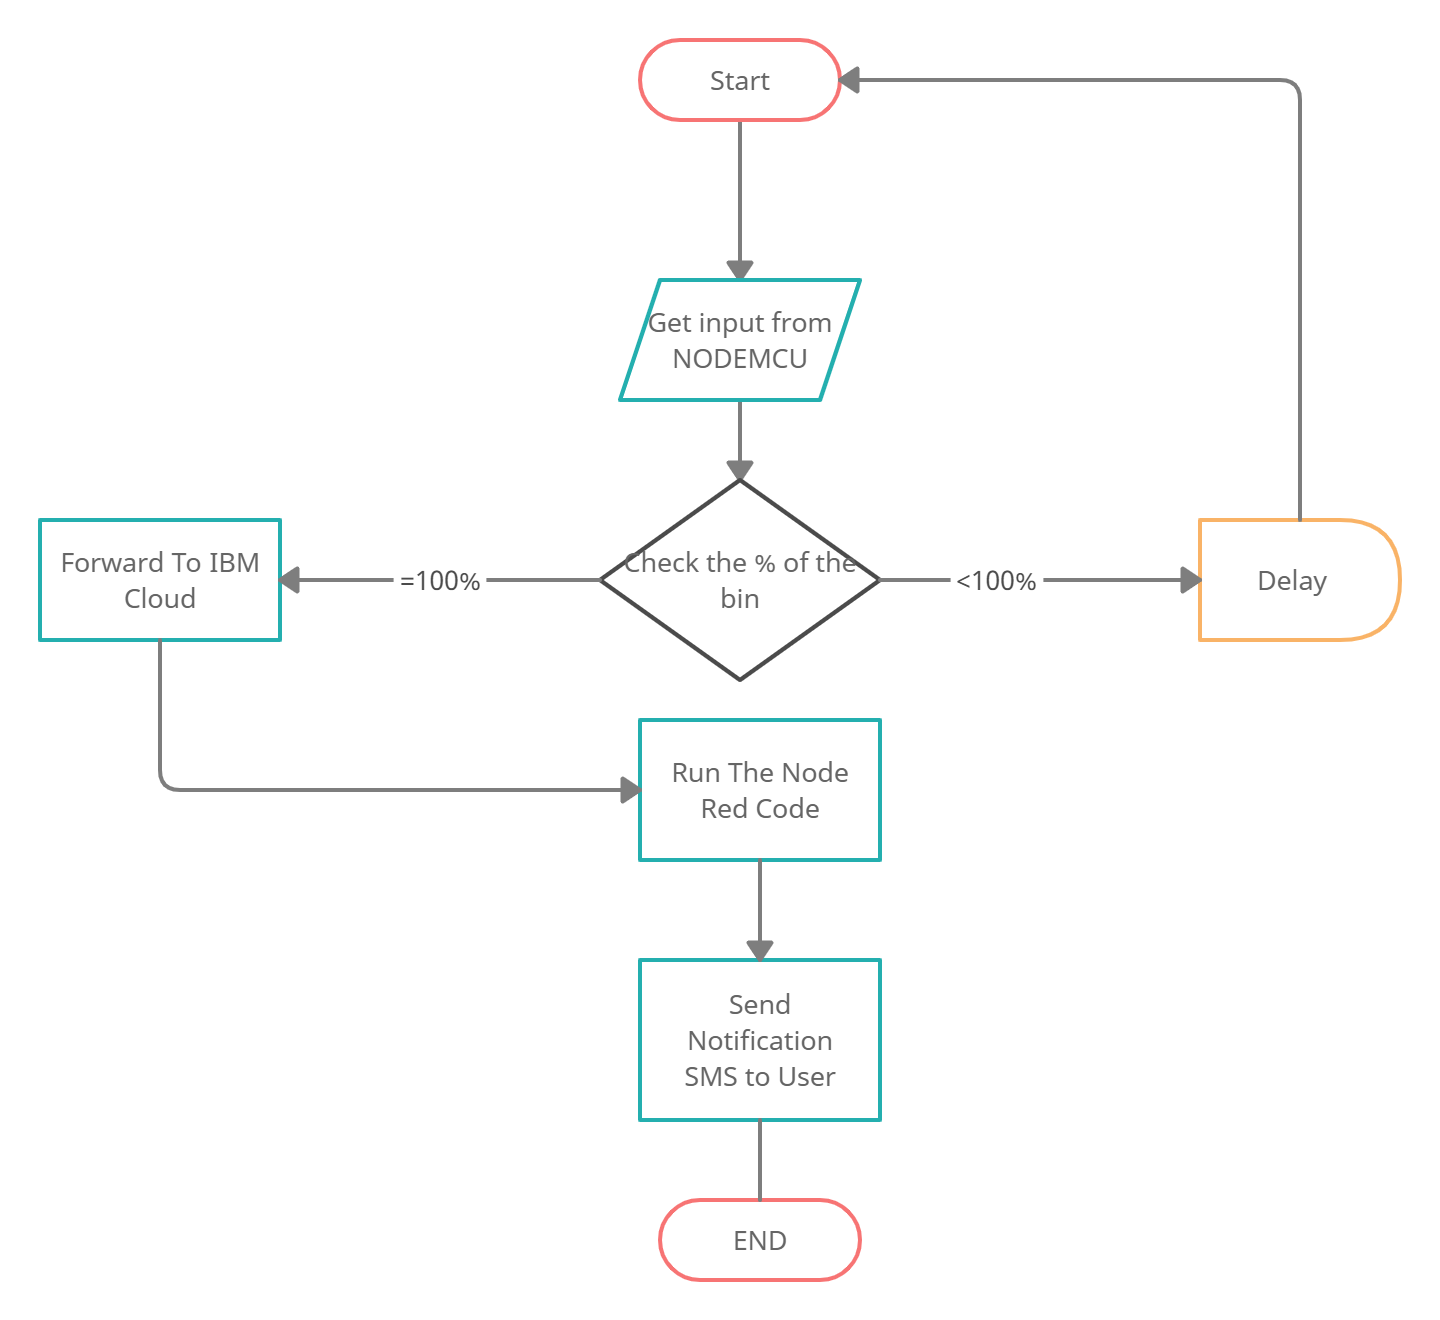 Start
Get input from
NODEMCU
Forward To IBM
Cloud
=100%
Check the % of the
bin
<100%
Delay
Run The Node
Red Code
Send
Notification
SMS to User
END